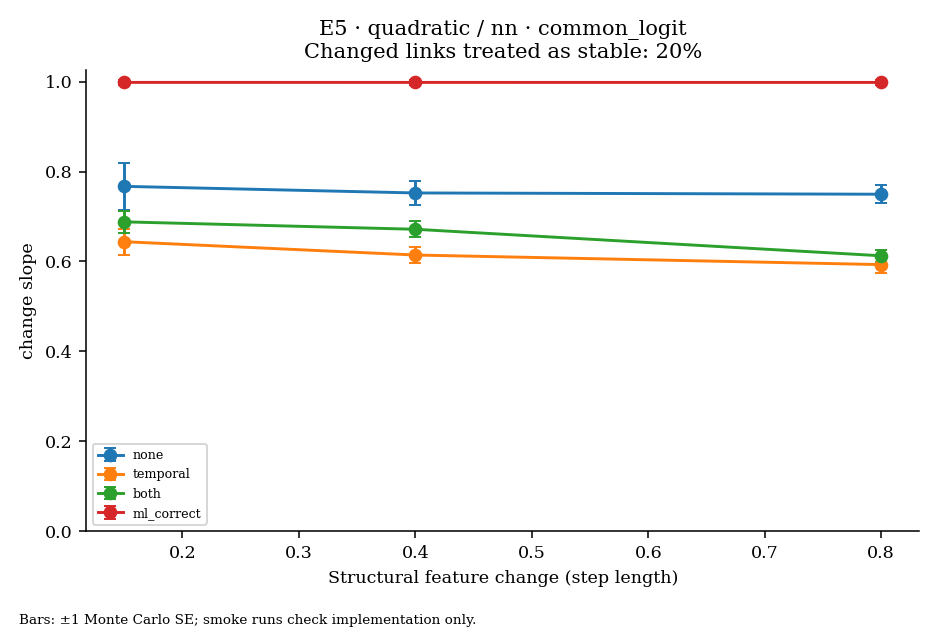 E5 · quadratic / nn · common_logit
Changed links treated as stable: 20%
change slope
1.0
0.8
0.6
0.4
0.2
0.0
none
temporal
both
ml_correct
0.2 0.3 0.4 0.5 0.6 0.7 0.8
Structural feature change (step length)
Bars: ±1 Monte Carlo SE; smoke runs check implementation only.